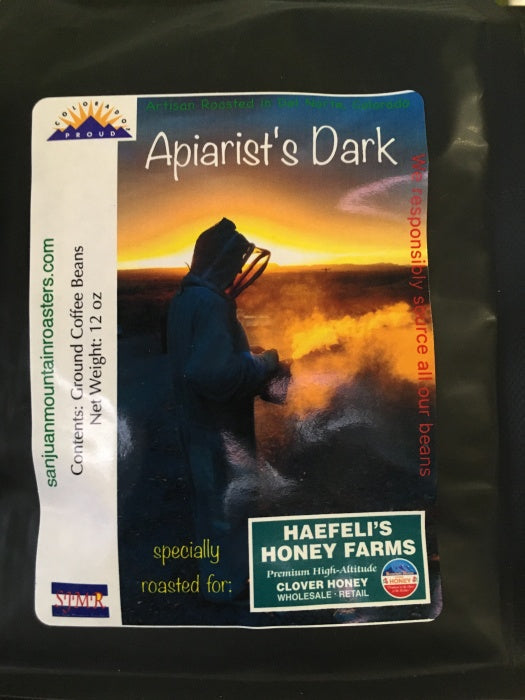 COLORADO
PROUD
Artisan Roasted in Del Norte, Colorado
Apiarist's Dark
We responsibly source all our beans
sanjuanmountainroasters.com
Contents: Ground Coffee Beans
Net Weight: 12 oz
specially
roasted for:
HAEFELI'S
HONEY FARMS
Premium High-Altitude
CLOVER HONEY
WHOLESALE · RETAIL
HONEY
SJMR